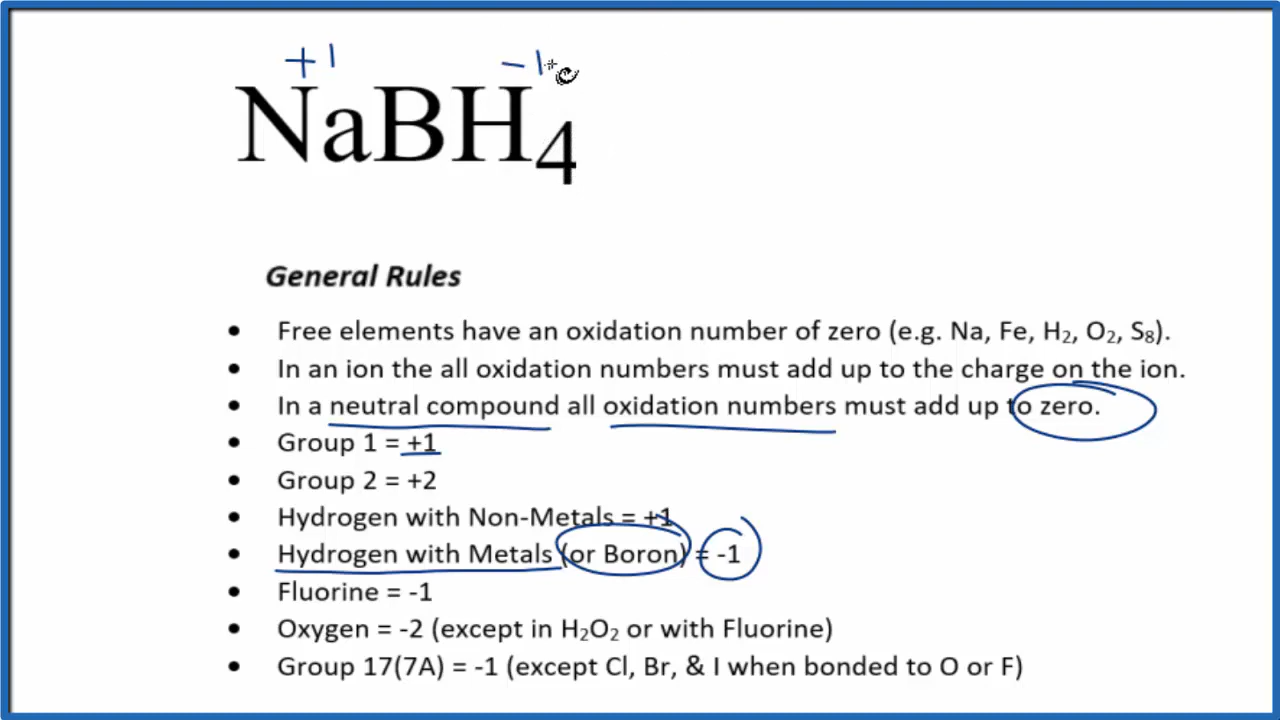 +1 -1
NaBH₄
General Rules
• Free elements have an oxidation number of zero (e.g. Na, Fe, H₂, O₂, S₈).
• In an ion the all oxidation numbers must add up to the charge on the ion.
• In a neutral compound all oxidation numbers must add up to zero.
• Group 1 = +1
• Group 2 = +2
• Hydrogen with Non-Metals = +1
• Hydrogen with Metals (or Boron) = -1
• Fluorine = -1
• Oxygen = -2 (except in H₂O₂ or with Fluorine)
• Group 17(7A) = -1 (except Cl, Br, & I when bonded to O or F)